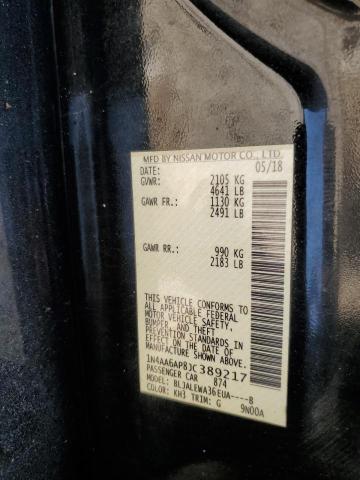 MFD BY NISSAN MOTOR CO., LTD.
DATE: 05/18
GVWR: 2105 KG
4641 LB
GAWR FR.: 1130 KG
2491 LB
GAWR RR.: 990 KG
2183 LB
THIS VEHICLE CONFORMS TO
ALL APPLICABLE FEDERAL
MOTOR VEHICLE SAFETY,
BUMPER, AND THEFT
PREVENTION STANDARDS
IN EFFECT ON THE DATE OF
MANUFACTURE SHOWN ABOVE.
1N4AA6AP8JC389217
PASSENGER CAR 874
MODEL: BLJALEWA36EUA----B
COLOR: KH3 TRIM: G 9N00A